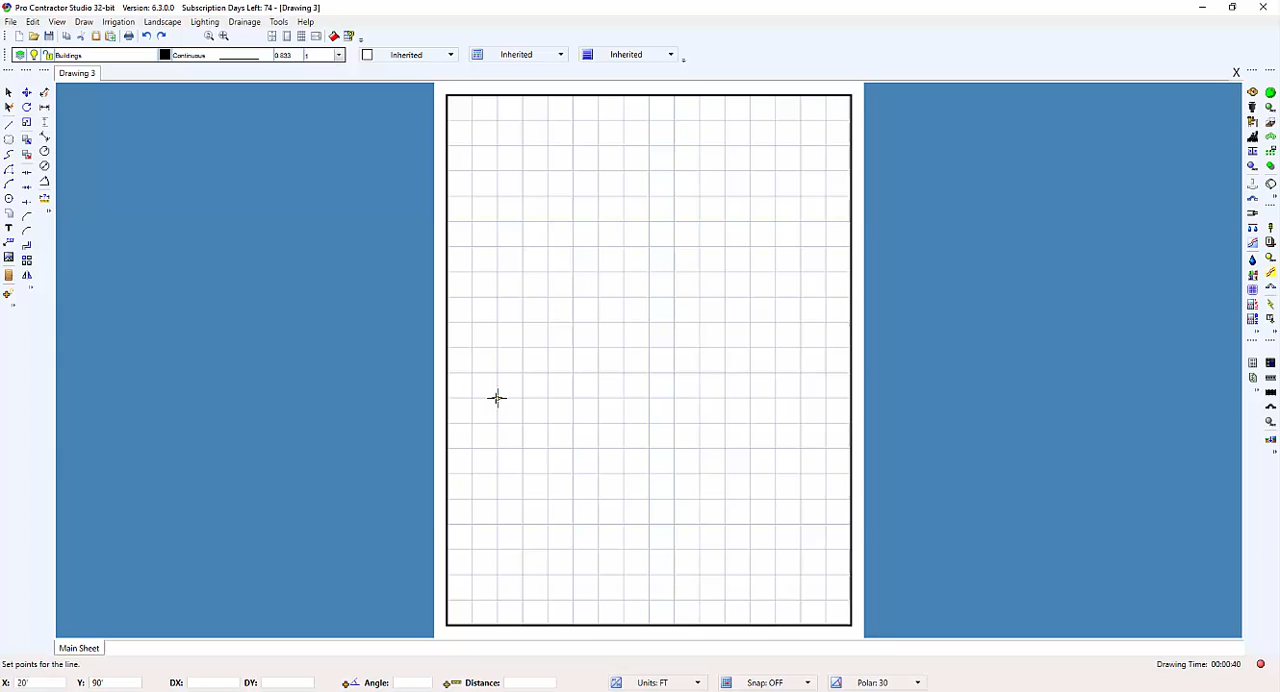 Pro Contractor Studio 32-bit Version: 6.3.0.0 Subscription Days Left: 74 - [Drawing 3]
File Edit View Draw Irrigation Landscape Lighting Drainage Tools Help
Buildings Continuous 0.833 1 Inherited Inherited Inherited
Drawing 3 X
Main Sheet
Set points for the line. Drawing Time: 00:00:40
X: 20' Y: 90' DX: DY: Angle: Distance: Units: FT Snap: OFF Polar: 30